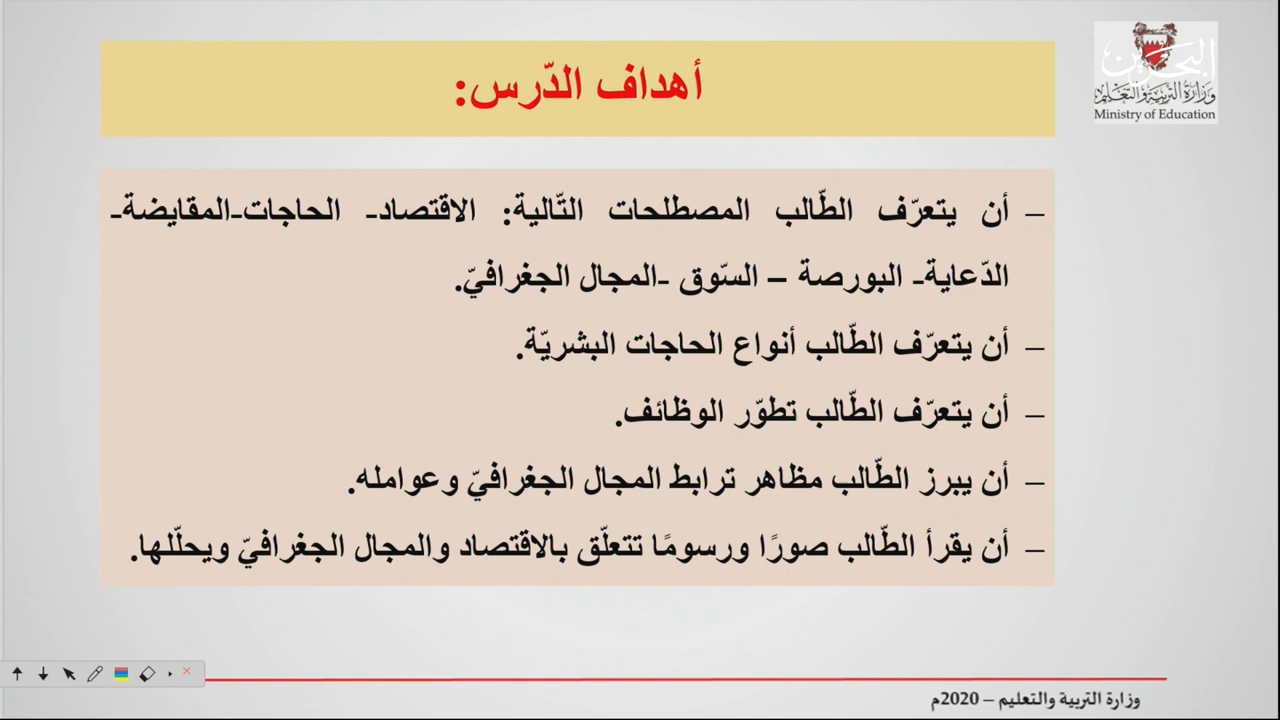 البحرين
وزارة التربية والتعليم
Ministry of Education
أهداف الدّرس:
– أن يتعرّف الطّالب المصطلحات التّالية: الاقتصاد- الحاجات-المقايضة-
الدّعاية- البورصة – السّوق -المجال الجغرافيّ.
– أن يتعرّف الطّالب أنواع الحاجات البشريّة.
– أن يتعرّف الطّالب تطوّر الوظائف.
– أن يبرز الطّالب مظاهر ترابط المجال الجغرافيّ وعوامله.
– أن يقرأ الطّالب صورًا ورسومًا تتعلّق بالاقتصاد والمجال الجغرافيّ ويحلّلها.
وزارة التربية والتعليم – 2020م